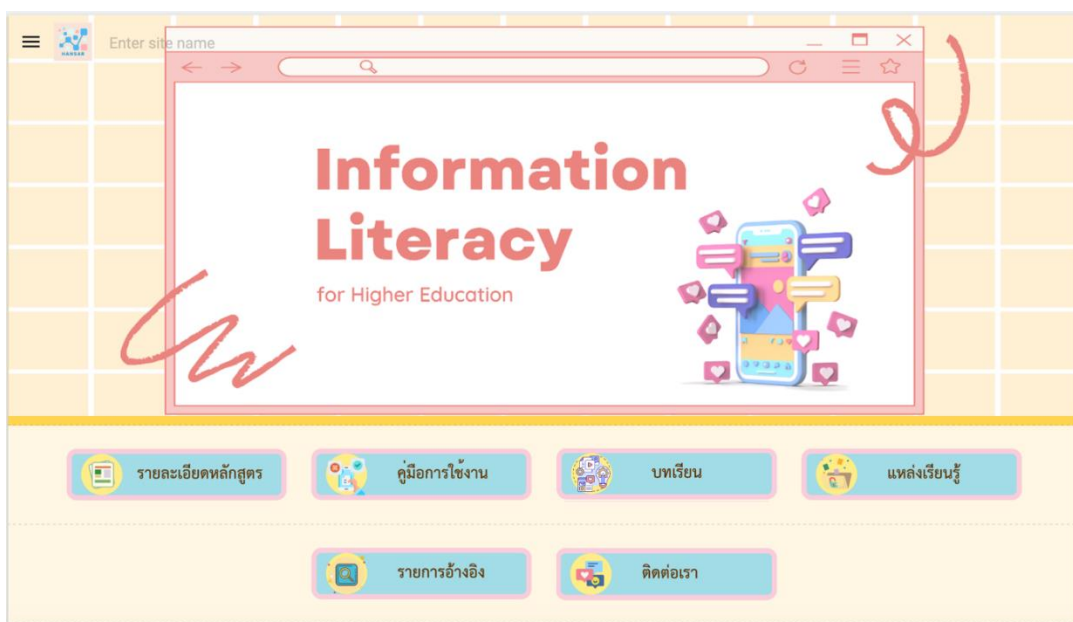 HANGAR
Enter site name
Information
Literacy
for Higher Education
รายละเอียดหลักสูตร
คู่มือการใช้งาน
บทเรียน
แหล่งเรียนรู้
รายการอ้างอิง
ติดต่อเรา